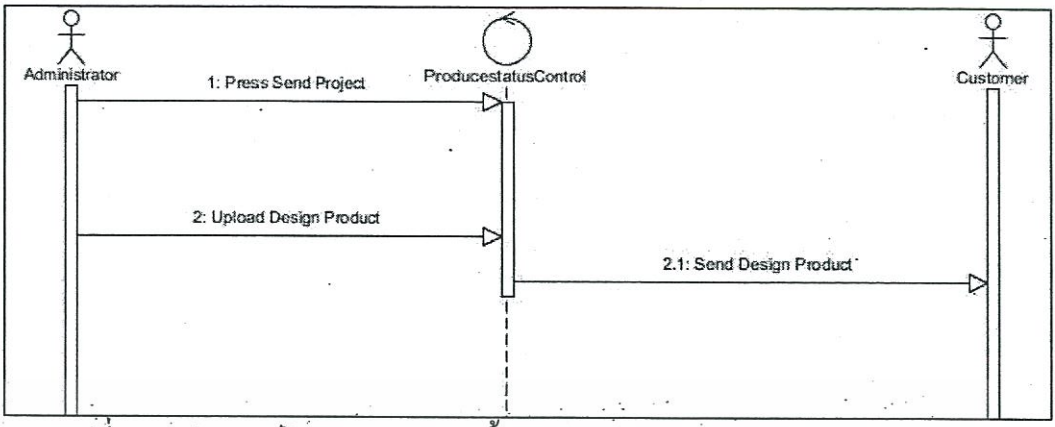 Administrator
ProducestatusControl
Customer
1: Press Send Project
2: Upload Design Product
2.1: Send Design Product